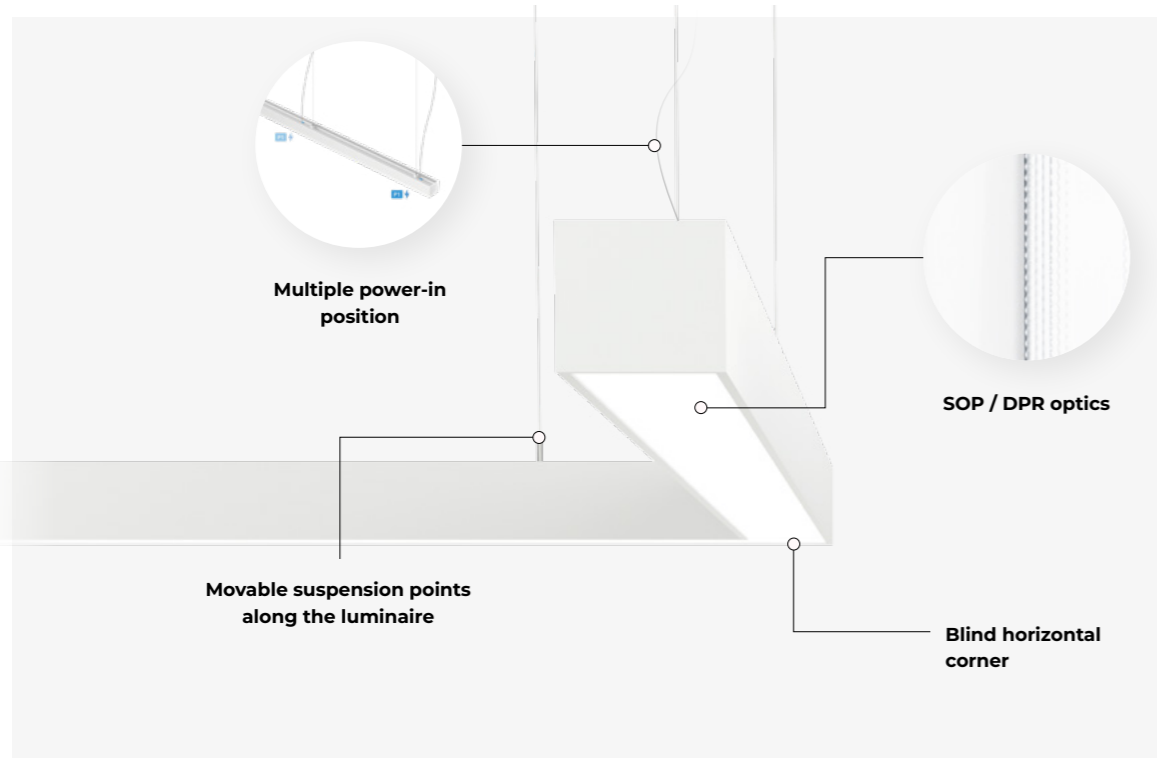 Multiple power-in
position
SOP / DPR optics
Movable suspension points
along the luminaire
Blind horizontal
corner